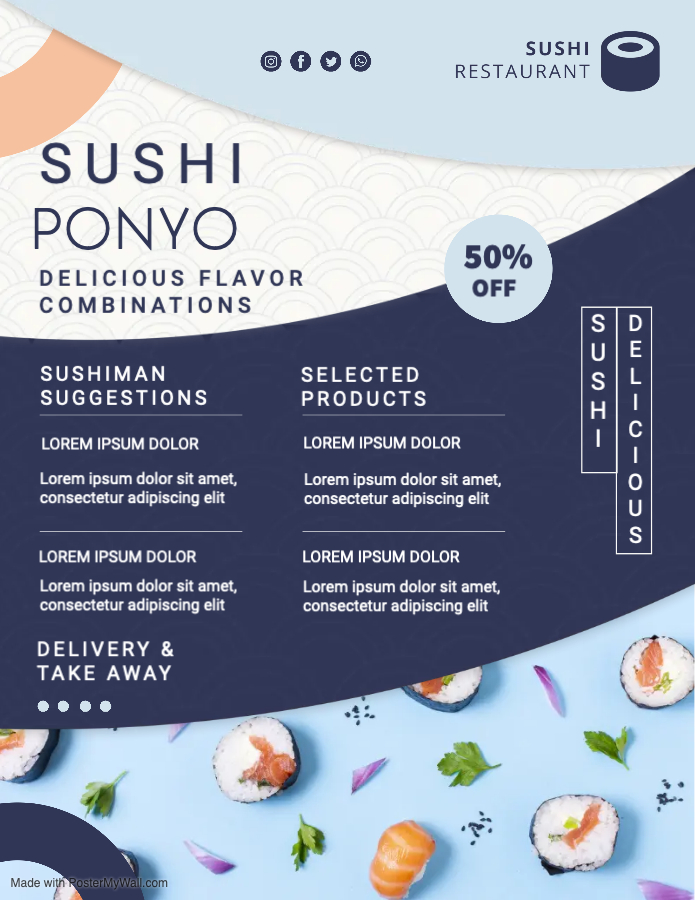 SUSHI
RESTAURANT
SUSHI
PONYO
DELICIOUS FLAVOR
COMBINATIONS
50%
OFF
SUSHI
DELICIOUS
SUSHIMAN
SUGGESTIONS
LOREM IPSUM DOLOR
Lorem ipsum dolor sit amet,
consectetur adipiscing elit
LOREM IPSUM DOLOR
Lorem ipsum dolor sit amet,
consectetur adipiscing elit
SELECTED
PRODUCTS
LOREM IPSUM DOLOR
Lorem ipsum dolor sit amet,
consectetur adipiscing elit
LOREM IPSUM DOLOR
Lorem ipsum dolor sit amet,
consectetur adipiscing elit
DELIVERY &
TAKE AWAY
Made with PosterMyWall.com